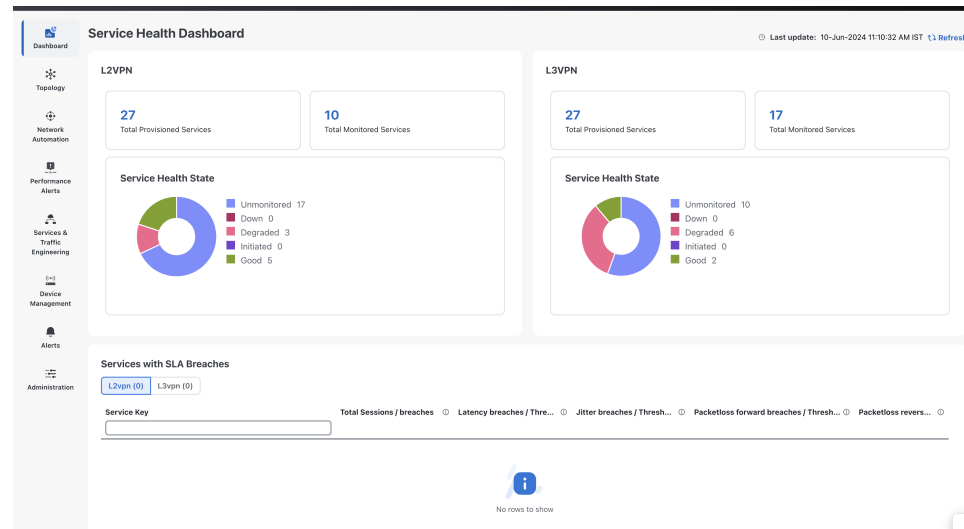 Service Health Dashboard
Last update: 10-Jun-2024 11:10:32 AM IST Refresh
Dashboard
Topology
Network
Automation
Performance
Alerts
Services &
Traffic
Engineering
Device
Management
Alerts
Administration
L2VPN
27
Total Provisioned Services
10
Total Monitored Services
Service Health State
Unmonitored 17
Down 0
Degraded 3
Initiated 0
Good 5
L3VPN
27
Total Provisioned Services
17
Total Monitored Services
Service Health State
Unmonitored 10
Down 0
Degraded 6
Initiated 0
Good 2
Services with SLA Breaches
L2vpn (0) L3vpn (0)
Service Key Total Sessions / breaches Latency breaches / Thre... Jitter breaches / Thresh... Packetloss forward breaches / Thresh... Packetloss revers...
No rows to show